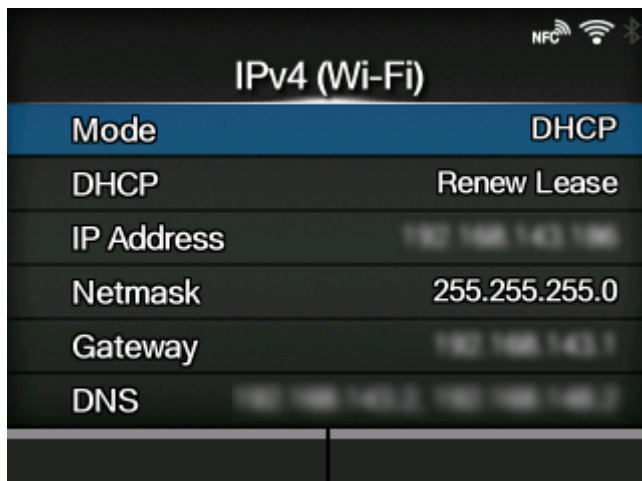 NFC
IPv4 (Wi-Fi)
Mode DHCP
DHCP Renew Lease
IP Address
Netmask 255.255.255.0
Gateway
DNS